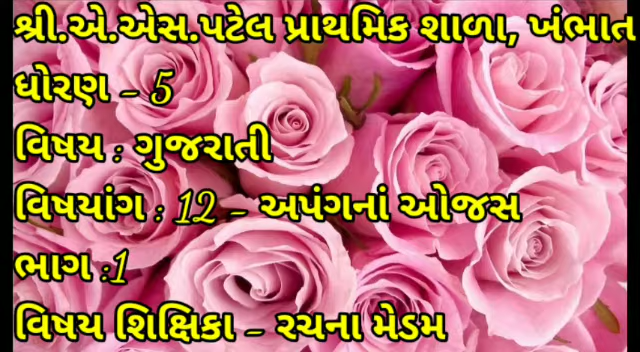 શ્રી.એ.એસ.પટેલ પ્રાથમિક શાળા, ખંભાત
ધોરણ - 5
વિષય : ગુજરાતી
વિષયાંગ : 12 - અપંગનાં ઓજસ
ભાગ :1
વિષય શિક્ષિકા - રચના મેડમ